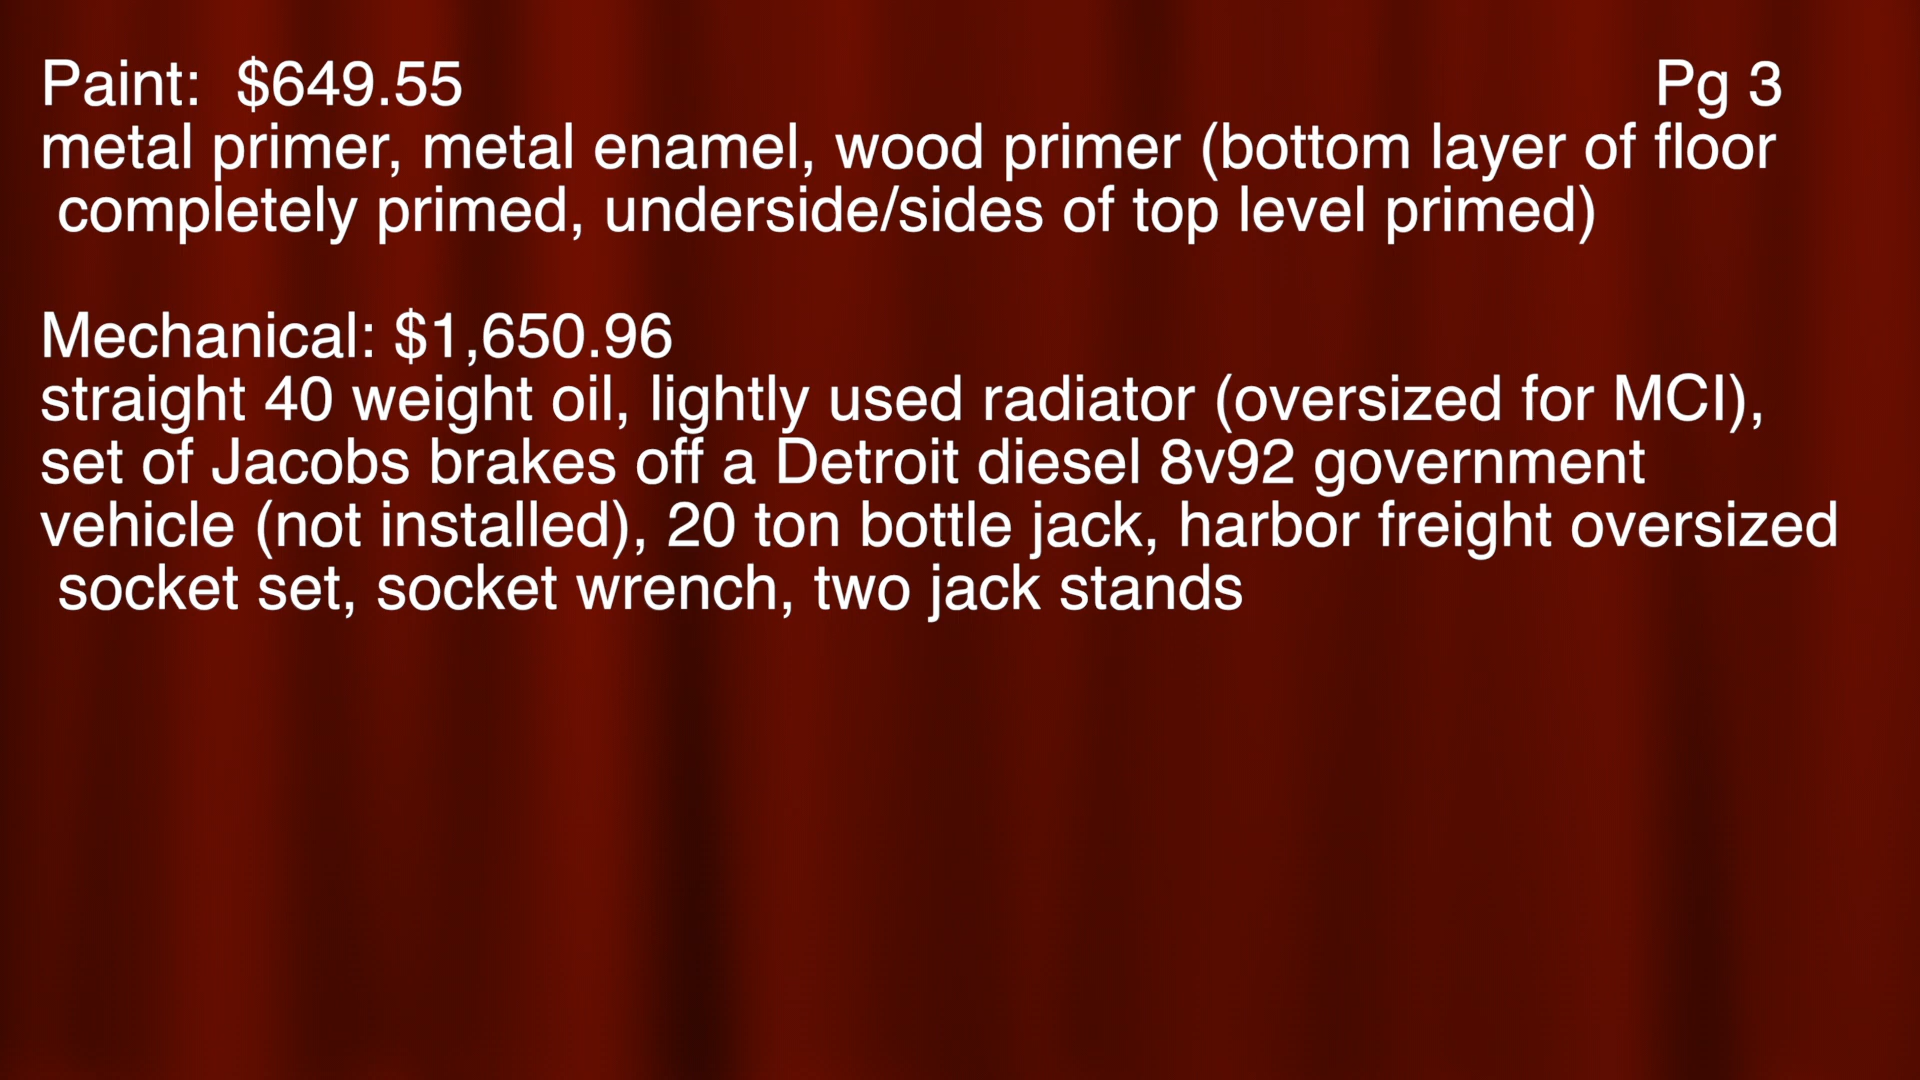 Paint:  $649.55
Pg 3
metal primer, metal enamel, wood primer (bottom layer of floor
completely primed, underside/sides of top level primed)
Mechanical: $1,650.96
straight 40 weight oil, lightly used radiator (oversized for MCI),
set of Jacobs brakes off a Detroit diesel 8v92 government
vehicle (not installed), 20 ton bottle jack, harbor freight oversized
socket set, socket wrench, two jack stands